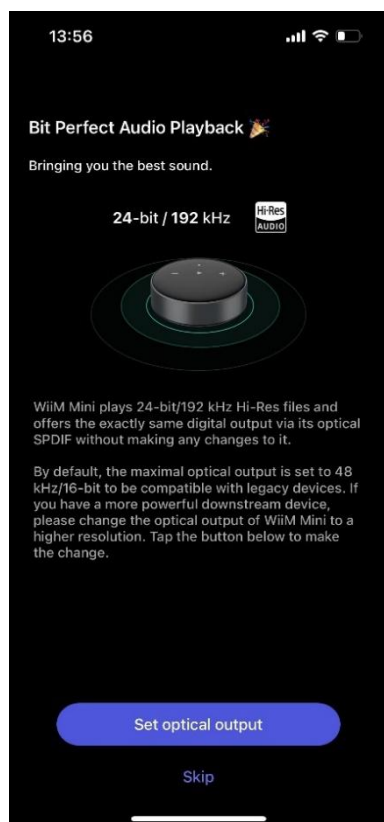 13:56
Bit Perfect Audio Playback 🎉
Bringing you the best sound.
24-bit / 192 kHz
Hi-Res
AUDIO
WiiM Mini plays 24-bit/192 kHz Hi-Res files and
offers the exactly same digital output via its optical
SPDIF without making any changes to it.
By default, the maximal optical output is set to 48
kHz/16-bit to be compatible with legacy devices. If
you have a more powerful downstream device,
please change the optical output of WiiM Mini to a
higher resolution. Tap the button below to make
the change.
Set optical output
Skip